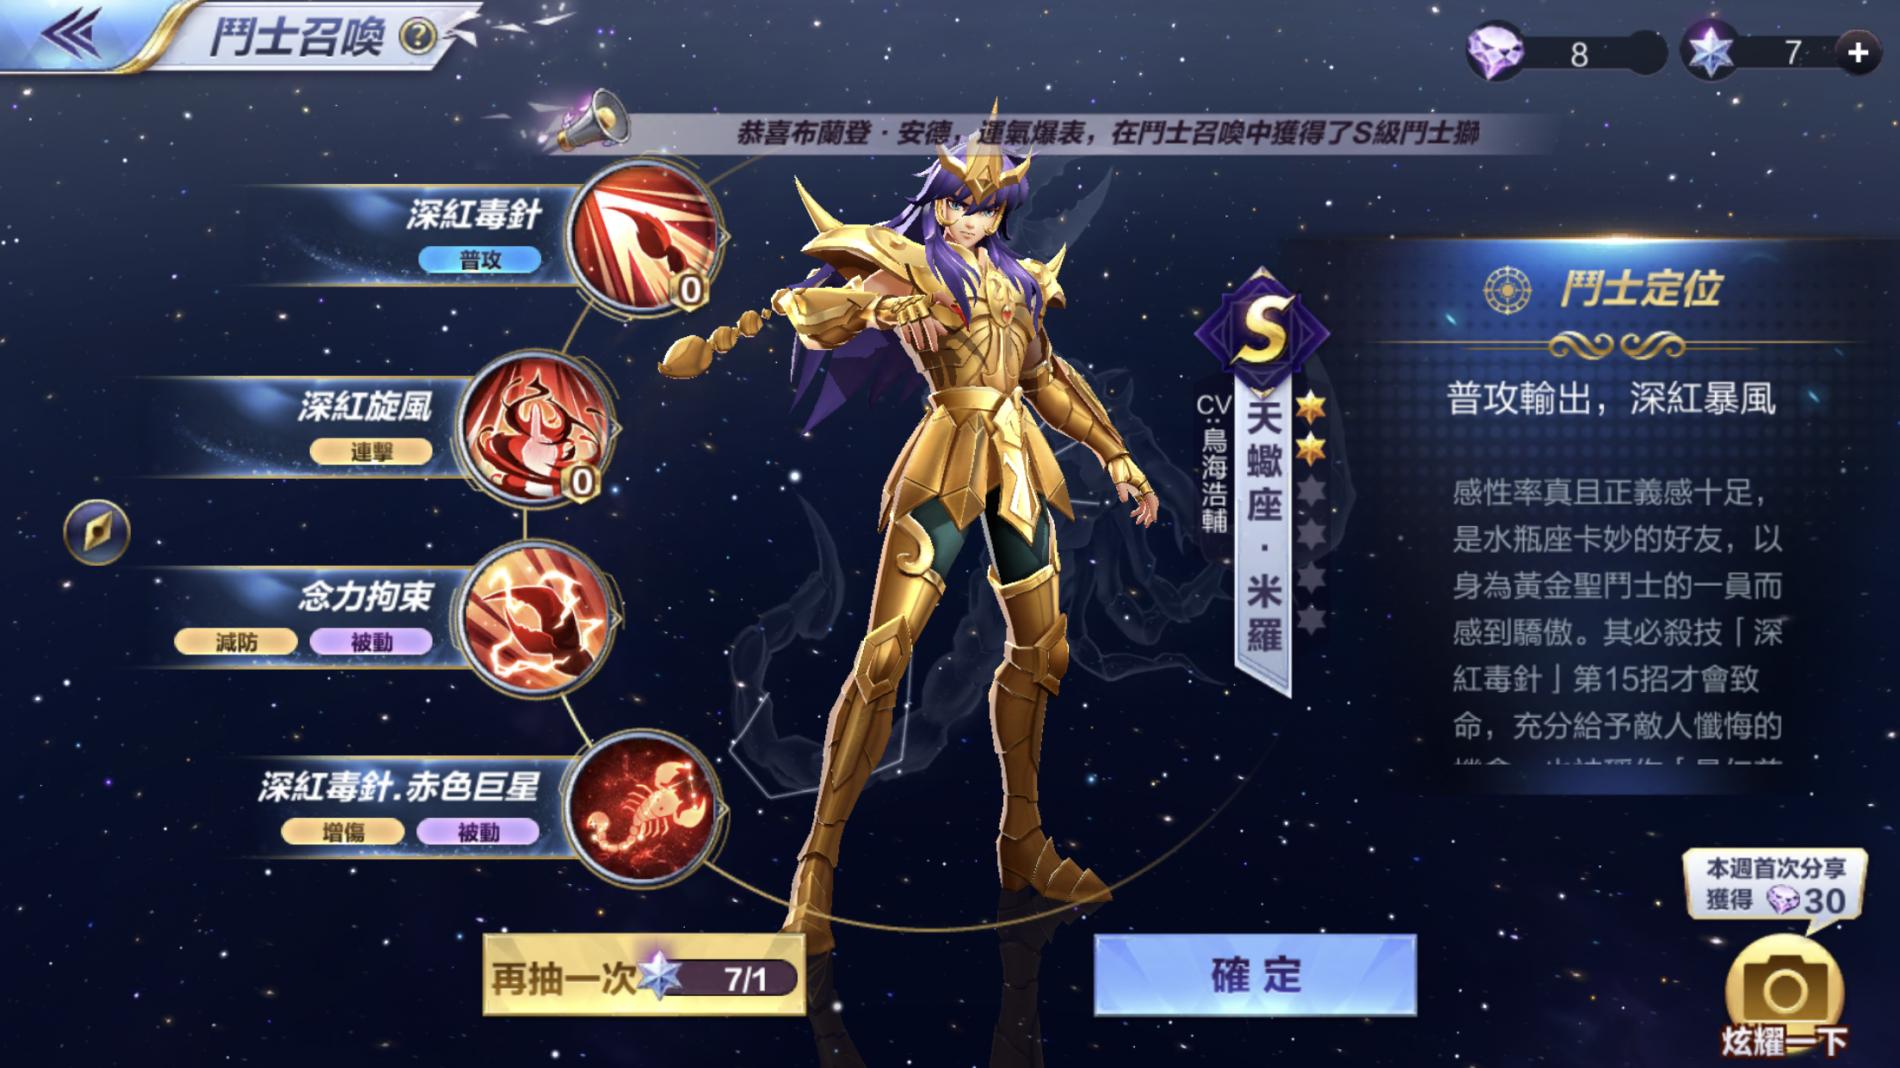 鬥士召喚
?
8
7
+
恭喜布蘭登·安德，運氣爆表，在鬥士召喚中獲得了S級鬥士獅
深紅毒針
普攻
0
深紅旋風
連擊
0
念力拘束
減防
被動
深紅毒針.赤色巨星
增傷
被動
S
天蠍座·米羅
CV:鳥海浩輔
鬥士定位
普攻輸出，深紅暴風
感性率真且正義感十足，
是水瓶座卡妙的好友，以
身為黃金聖鬥士的一員而
感到驕傲。其必殺技「深
紅毒針」第15招才會致
命，充分給予敵人懺悔的
再抽一次
7/1
確定
本週首次分享
獲得 30
炫耀一下